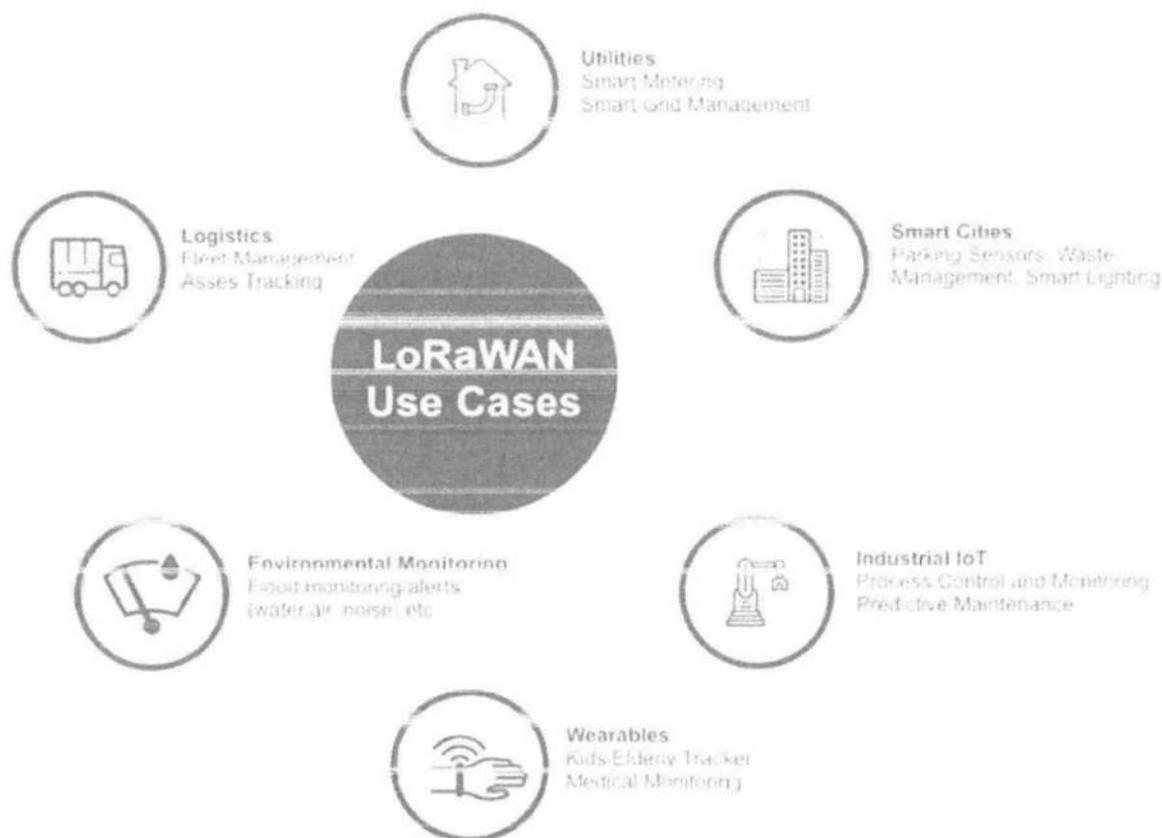 Utilities
Smart Metering
Smart Grid Management
Logistics
Fleet Management
Asses Tracking
Smart Cities
Parking Sensors, Waste
Management, Smart Lighting
LoRaWAN
Use Cases
Environmental Monitoring
Flood monitoring/alerts
(water,air, noise) etc
Industrial IoT
Process Control and Monitoring
Predictive Maintenance
Wearables
Kids-Elderly Tracker
Medical Monitoring